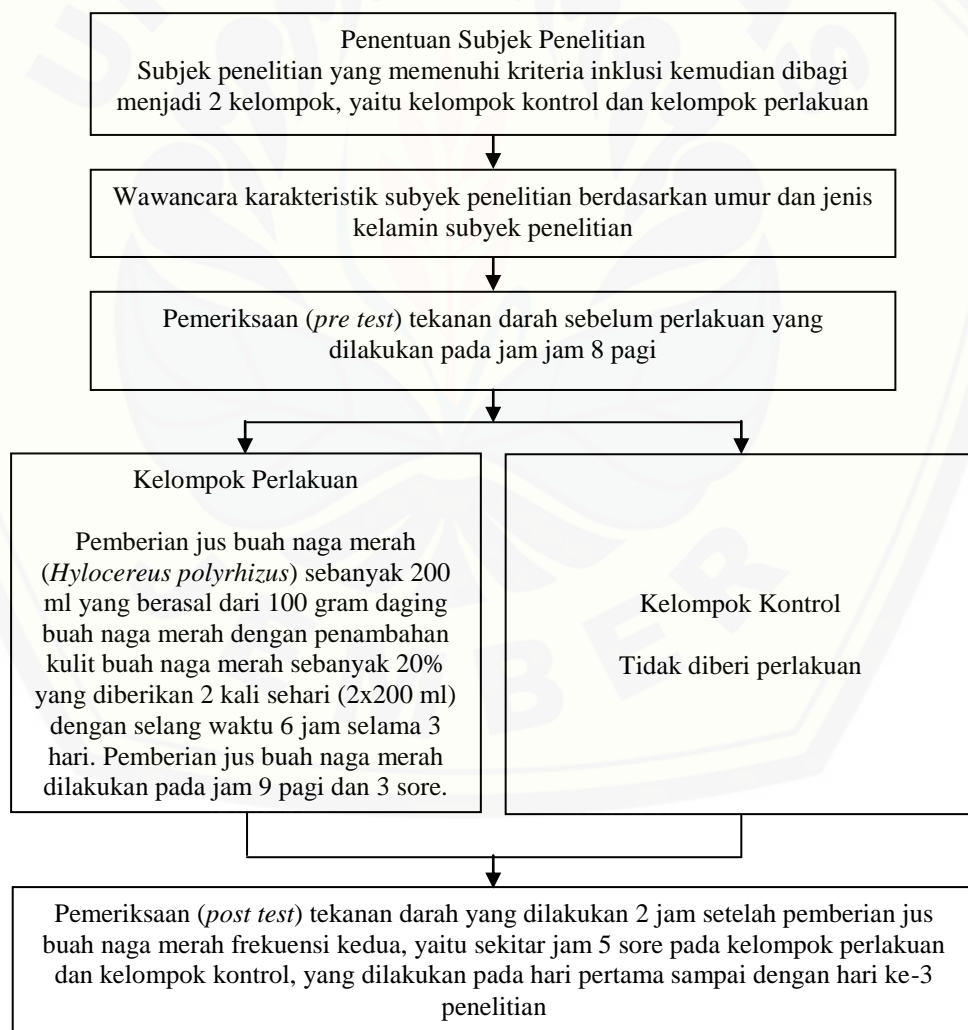 Penentuan Subjek Penelitian
Subjek penelitian yang memenuhi kriteria inklusi kemudian dibagi
menjadi 2 kelompok, yaitu kelompok kontrol dan kelompok perlakuan
Wawancara karakteristik subyek penelitian berdasarkan umur dan jenis
kelamin subyek penelitian
Pemeriksaan (pre test) tekanan darah sebelum perlakuan yang
dilakukan pada jam jam 8 pagi
Kelompok Perlakuan
Pemberian jus buah naga merah
(Hylocereus polyrhizus) sebanyak 200
ml yang berasal dari 100 gram daging
buah naga merah dengan penambahan
kulit buah naga merah sebanyak 20%
yang diberikan 2 kali sehari (2x200 ml)
dengan selang waktu 6 jam selama 3
hari. Pemberian jus buah naga merah
dilakukan pada jam 9 pagi dan 3 sore.
Kelompok Kontrol
Tidak diberi perlakuan
Pemeriksaan (post test) tekanan darah yang dilakukan 2 jam setelah pemberian jus
buah naga merah frekuensi kedua, yaitu sekitar jam 5 sore pada kelompok perlakuan
dan kelompok kontrol, yang dilakukan pada hari pertama sampai dengan hari ke-3
penelitian